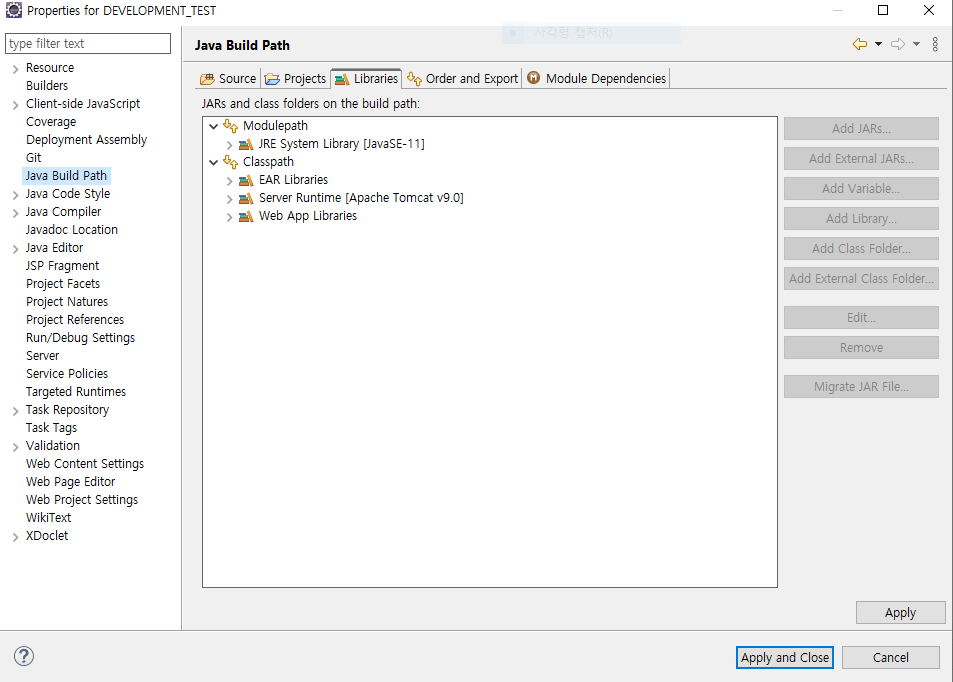 Properties for DEVELOPMENT_TEST
사각형 캡처(R)
type filter text
Resource
Builders
Client-side JavaScript
Coverage
Deployment Assembly
Git
Java Build Path
Java Code Style
Java Compiler
Javadoc Location
Java Editor
JSP Fragment
Project Facets
Project Natures
Project References
Run/Debug Settings
Server
Service Policies
Targeted Runtimes
Task Repository
Task Tags
Validation
Web Content Settings
Web Page Editor
Web Project Settings
WikiText
XDoclet
Java Build Path
Source Projects Libraries Order and Export Module Dependencies
JARs and class folders on the build path:
Modulepath
JRE System Library [JavaSE-11]
Classpath
EAR Libraries
Server Runtime [Apache Tomcat v9.0]
Web App Libraries
Add JARs...
Add External JARs...
Add Variable...
Add Library...
Add Class Folder...
Add External Class Folder...
Edit...
Remove
Migrate JAR File...
Apply
Apply and Close Cancel